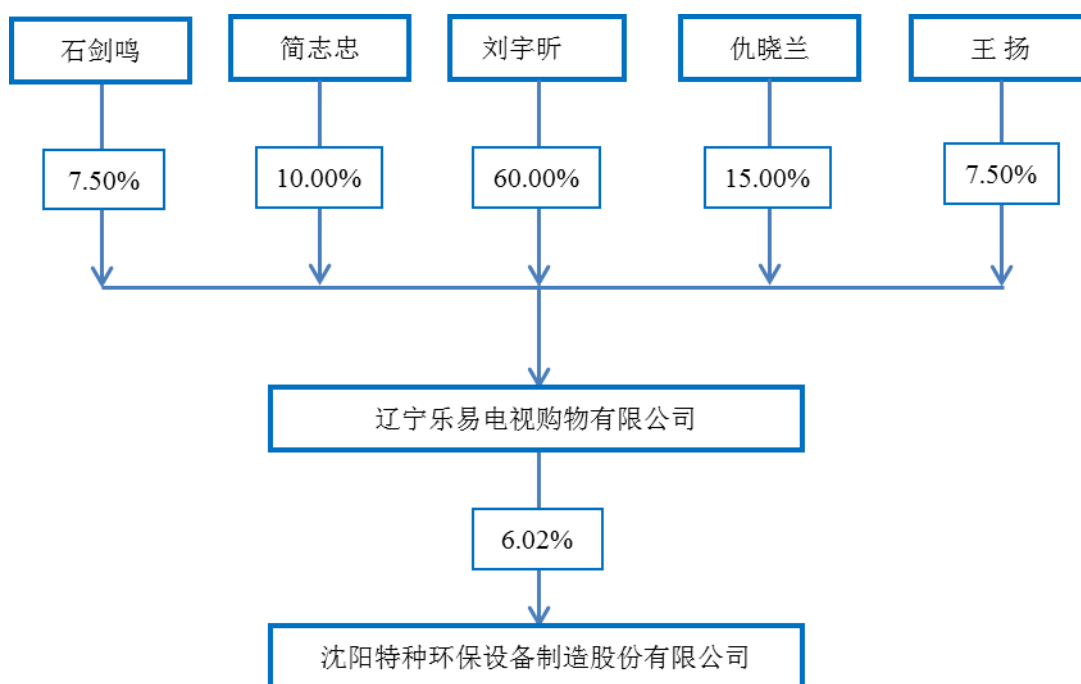 石剑鸣
简志忠
刘宇昕
仇晓兰
王 扬
7.50%
10.00%
60.00%
15.00%
7.50%
辽宁乐易电视购物有限公司
6.02%
沈阳特种环保设备制造股份有限公司